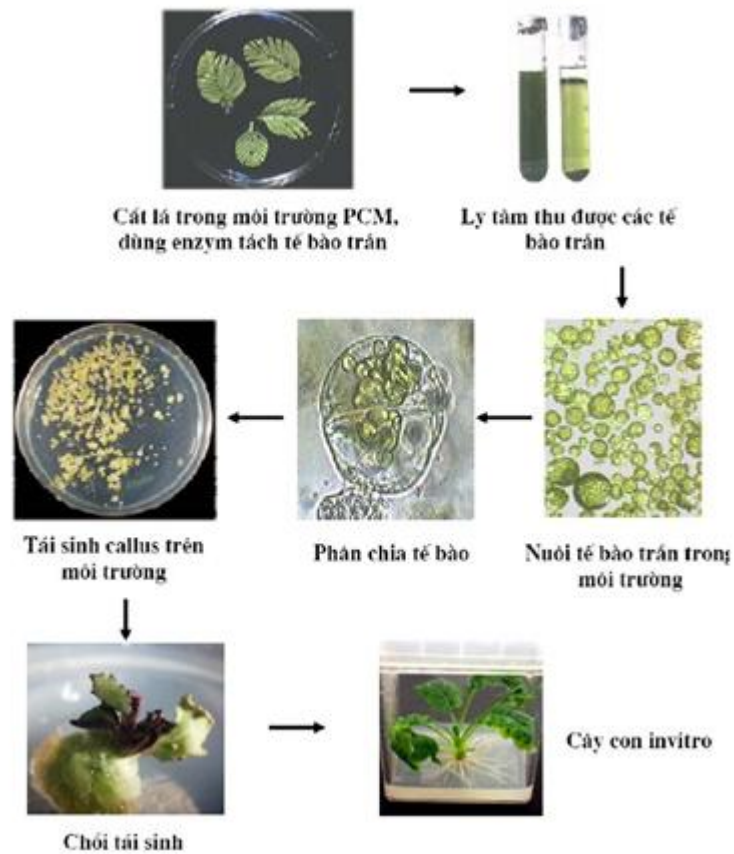 Cắt lá trong môi trường PCM,
dùng enzym tách tế bào trần
Ly tâm thu được các tế
bào trần
Tái sinh callus trên
môi trường
Phân chia tế bào
Nuôi tế bào trần trong
môi trường
Chồi tái sinh
Cây con invitro